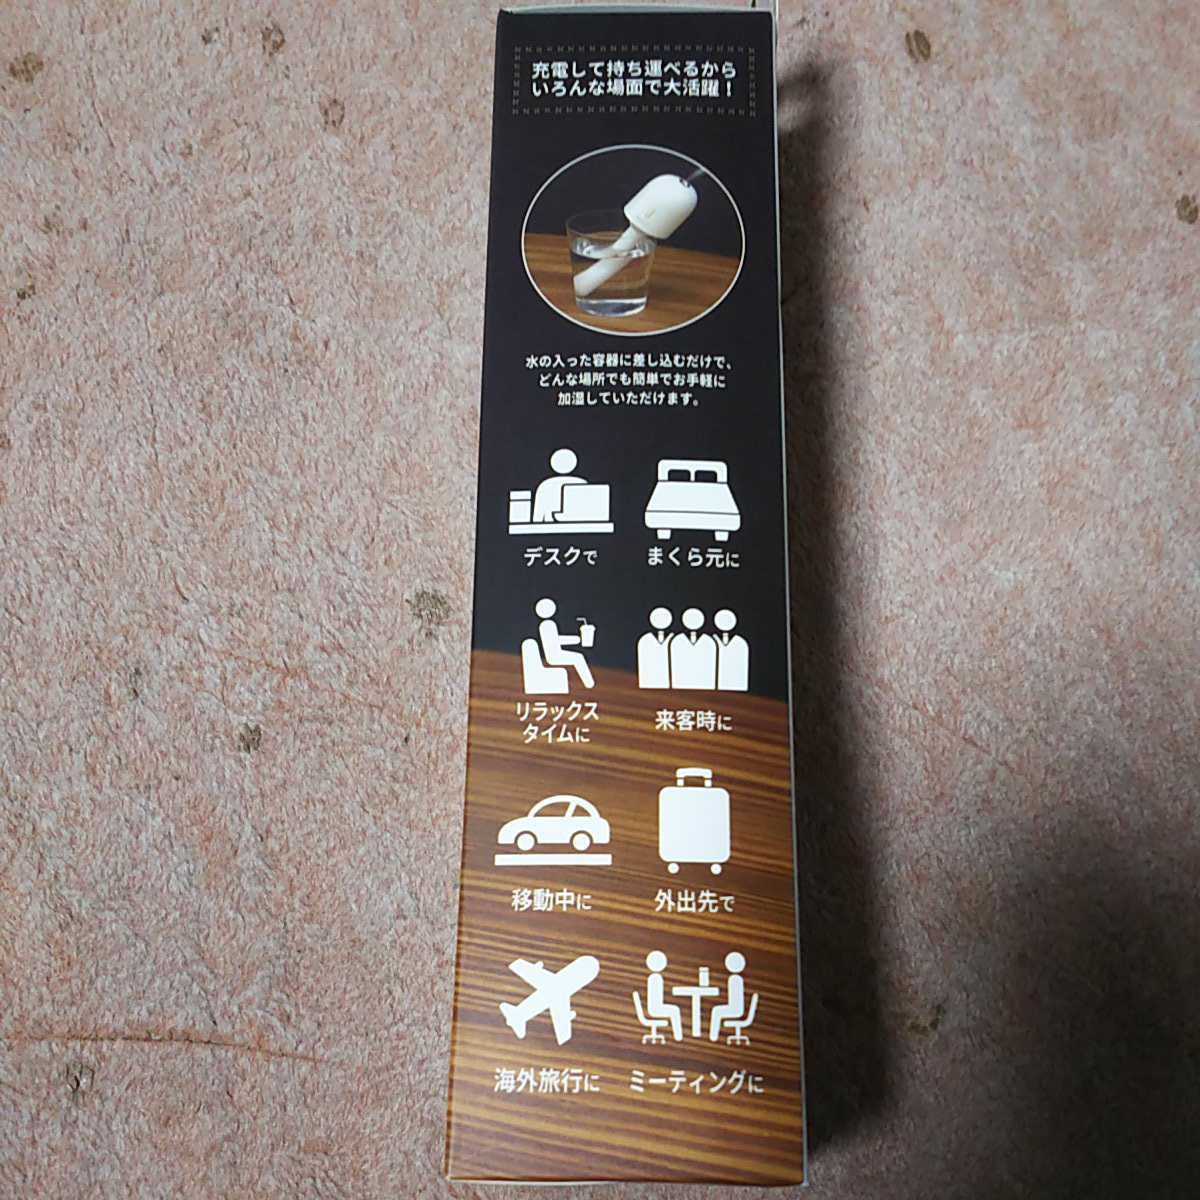 充電して持ち運べるから
いろんな場面で大活躍！
水の入った容器に差し込むだけで、
どんな場所でも簡単でお手軽に
加湿していただけます。
デスクで
まくら元に
リラックス
タイムに
来客時に
移動中に
外出先で
海外旅行に
ミーティングに